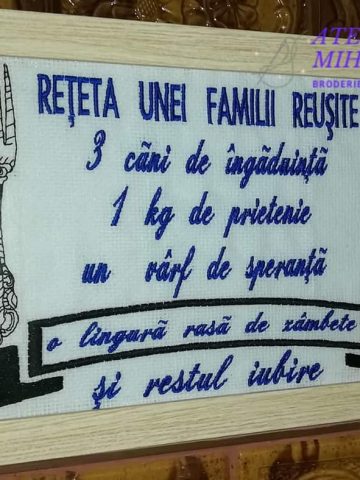 ATE
MIH
BRODERIE
REȚETA UNEI FAMILII REUȘITE
3 căni de îngăduință
1 kg de prietenie
un vârf de speranță
o lingură rasă de zâmbete
și restul iubire